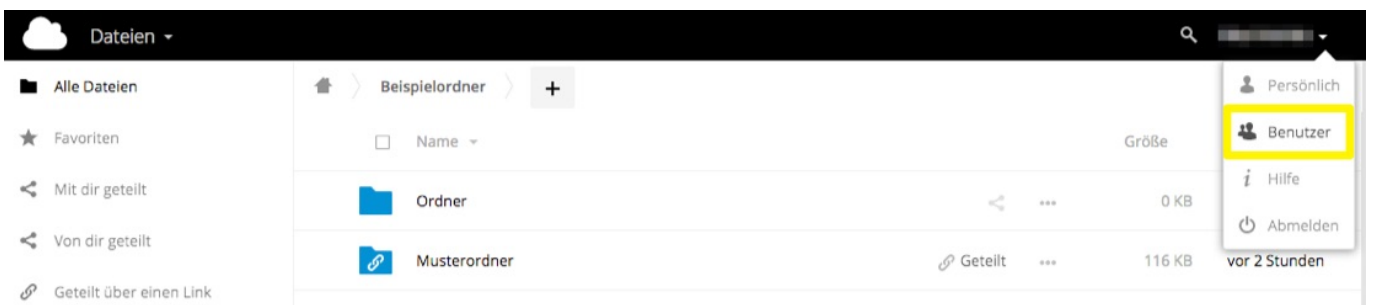 Dateien
Alle Dateien
Favoriten
Mit dir geteilt
Von dir geteilt
Geteilt über einen Link
Beispielordner +
Name Größe
Ordner 0 KB
Musterordner Geteilt 116 KB vor 2 Stunden
Persönlich
Benutzer
Hilfe
Abmelden